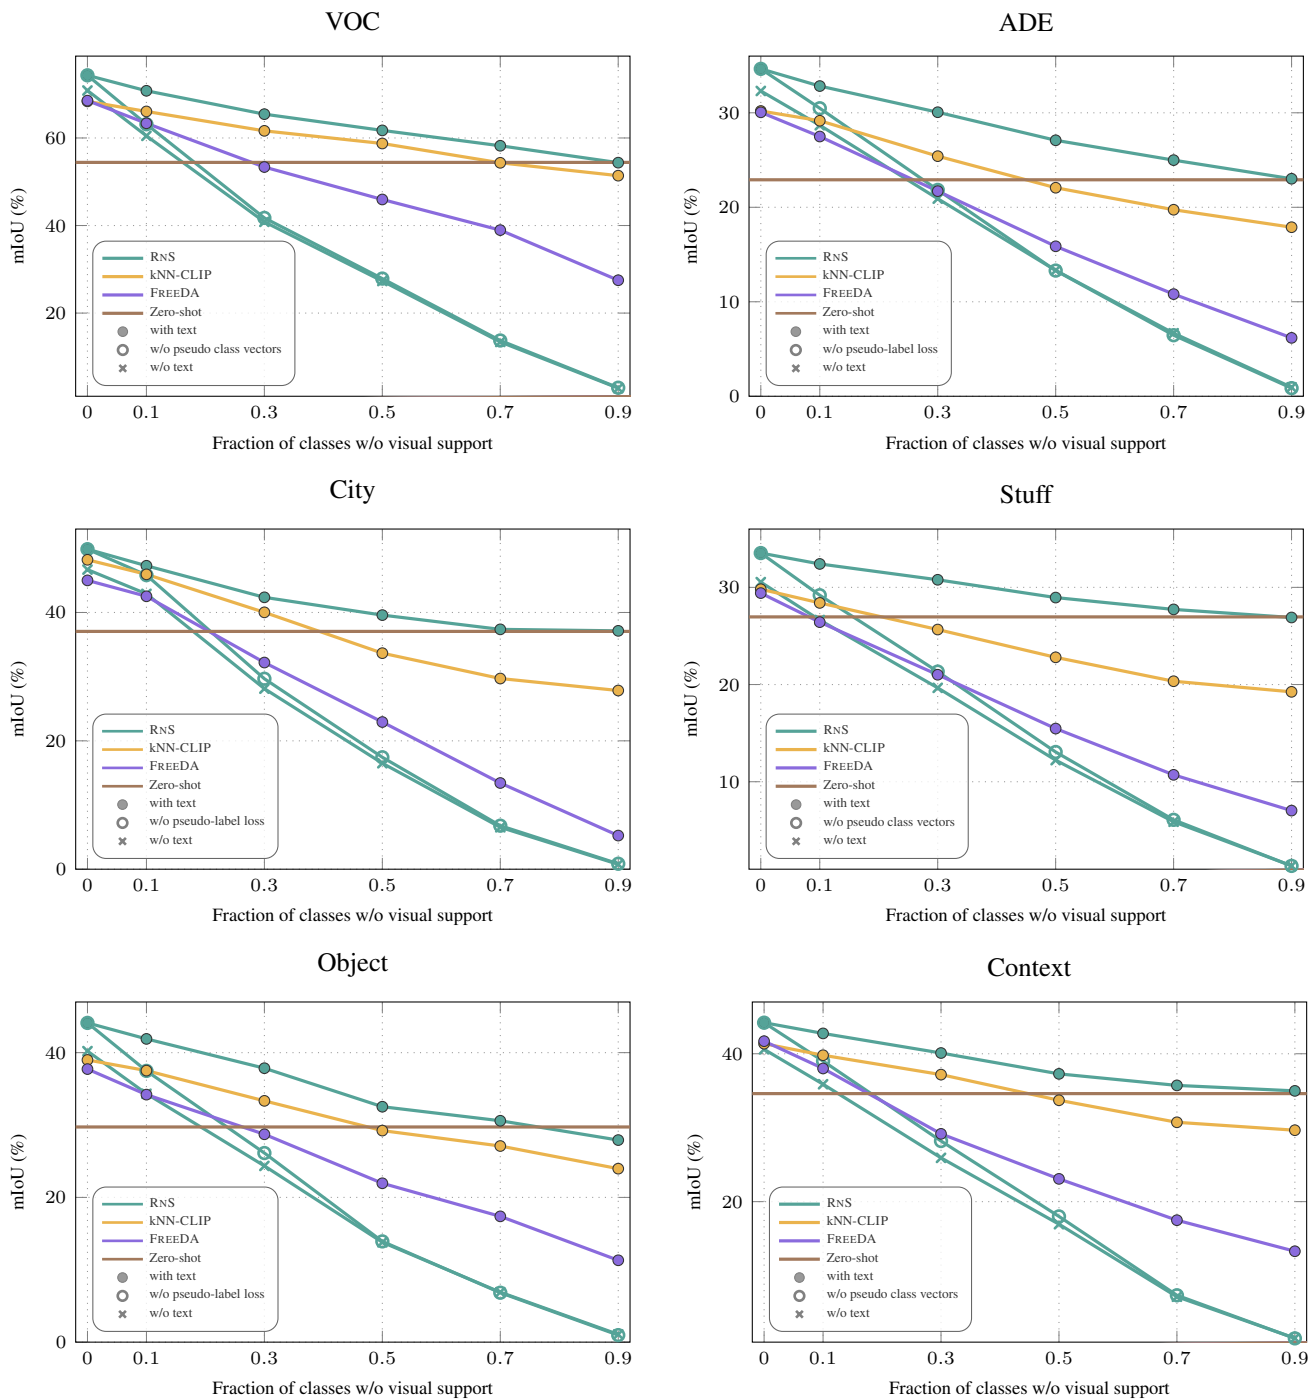 VOC
60
40
20
mIoU (%)
RNS
kNN-CLIP
FREEDA
Zero-shot
with text
w/o pseudo class vectors
w/o text
0 0.1 0.3 0.5 0.7 0.9
Fraction of classes w/o visual support
ADE
30
20
10
0
mIoU (%)
RNS
kNN-CLIP
FREEDA
Zero-shot
with text
w/o pseudo-label loss
w/o text
0 0.1 0.3 0.5 0.7 0.9
Fraction of classes w/o visual support
City
40
20
0
mIoU (%)
RNS
kNN-CLIP
FREEDA
Zero-shot
with text
w/o pseudo-label loss
w/o text
0 0.1 0.3 0.5 0.7 0.9
Fraction of classes w/o visual support
Stuff
30
20
10
mIoU (%)
RNS
kNN-CLIP
FREEDA
Zero-shot
with text
w/o pseudo class vectors
w/o text
0 0.1 0.3 0.5 0.7 0.9
Fraction of classes w/o visual support
Object
40
20
0
mIoU (%)
RNS
kNN-CLIP
FREEDA
Zero-shot
with text
w/o pseudo-label loss
w/o text
0 0.1 0.3 0.5 0.7 0.9
Fraction of classes w/o visual support
Context
40
20
mIoU (%)
RNS
kNN-CLIP
FREEDA
Zero-shot
with text
w/o pseudo class vectors
w/o text
0 0.1 0.3 0.5 0.7 0.9
Fraction of classes w/o visual support